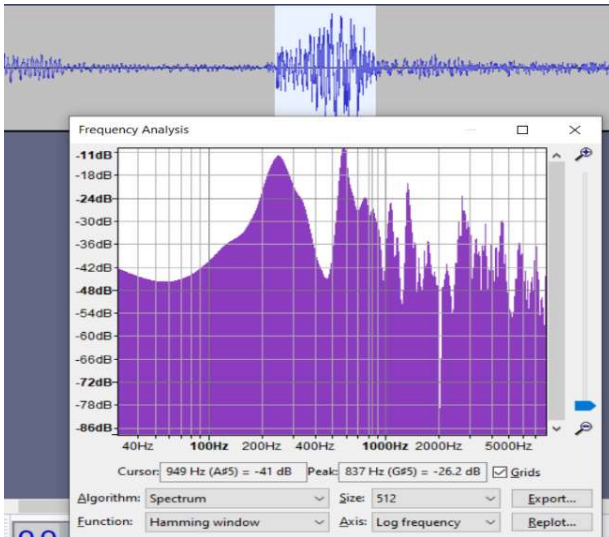 Frequency Analysis
-11dB
-18dB
-24dB
-30dB
-36dB
-42dB
-48dB
-54dB
-60dB
-66dB
-72dB
-78dB
-86dB
40Hz 100Hz 200Hz 400Hz 1000Hz 2000Hz 5000Hz
Cursor: 949 Hz (A#5) = -41 dB Peak: 837 Hz (G#5) = -26.2 dB Grids
Algorithm: Spectrum Size: 512 Export...
Function: Hamming window Axis: Log frequency Replot...